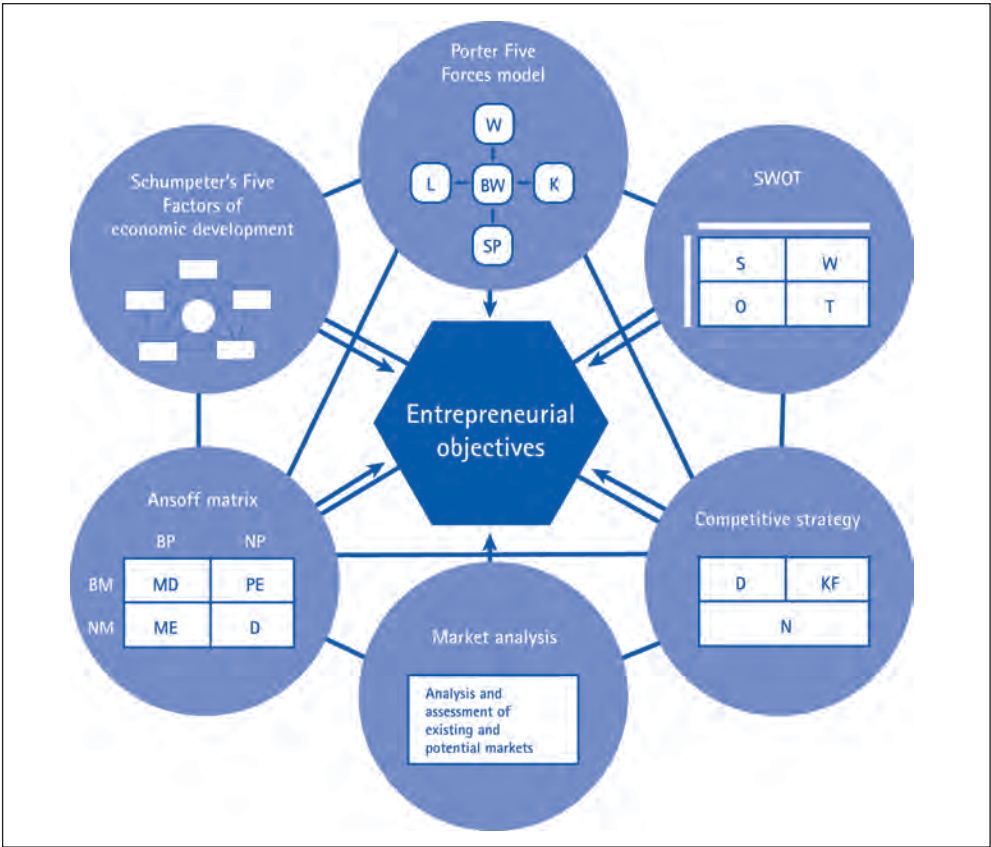 Porter Five
Forces model
W
L BW K
SP
Schumpeter's Five
Factors of
economic development
SWOT
S W
O T
Entrepreneurial
objectives
Ansoff matrix
BP NP
BM MD PE
NM ME D
Competitive strategy
D KF
N
Market analysis
Analysis and
assessment of
existing and
potential markets